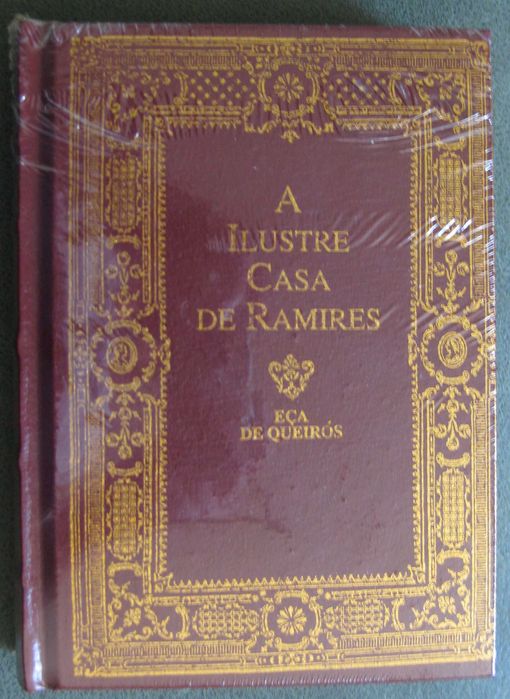 A
ILUSTRE
CASA
DE RAMIRES
EÇA
DE QUEIRÓS